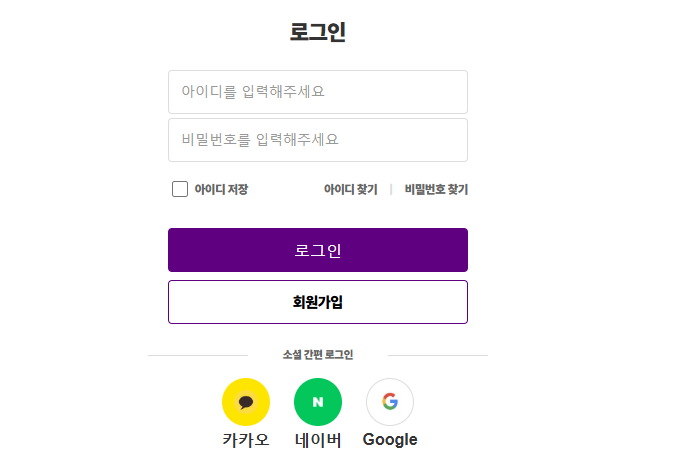 로그인
아이디를 입력해주세요
비밀번호를 입력해주세요
아이디 저장 아이디 찾기 | 비밀번호 찾기
로그인
회원가입
소셜 간편 로그인
N G
카카오 네이버 Google